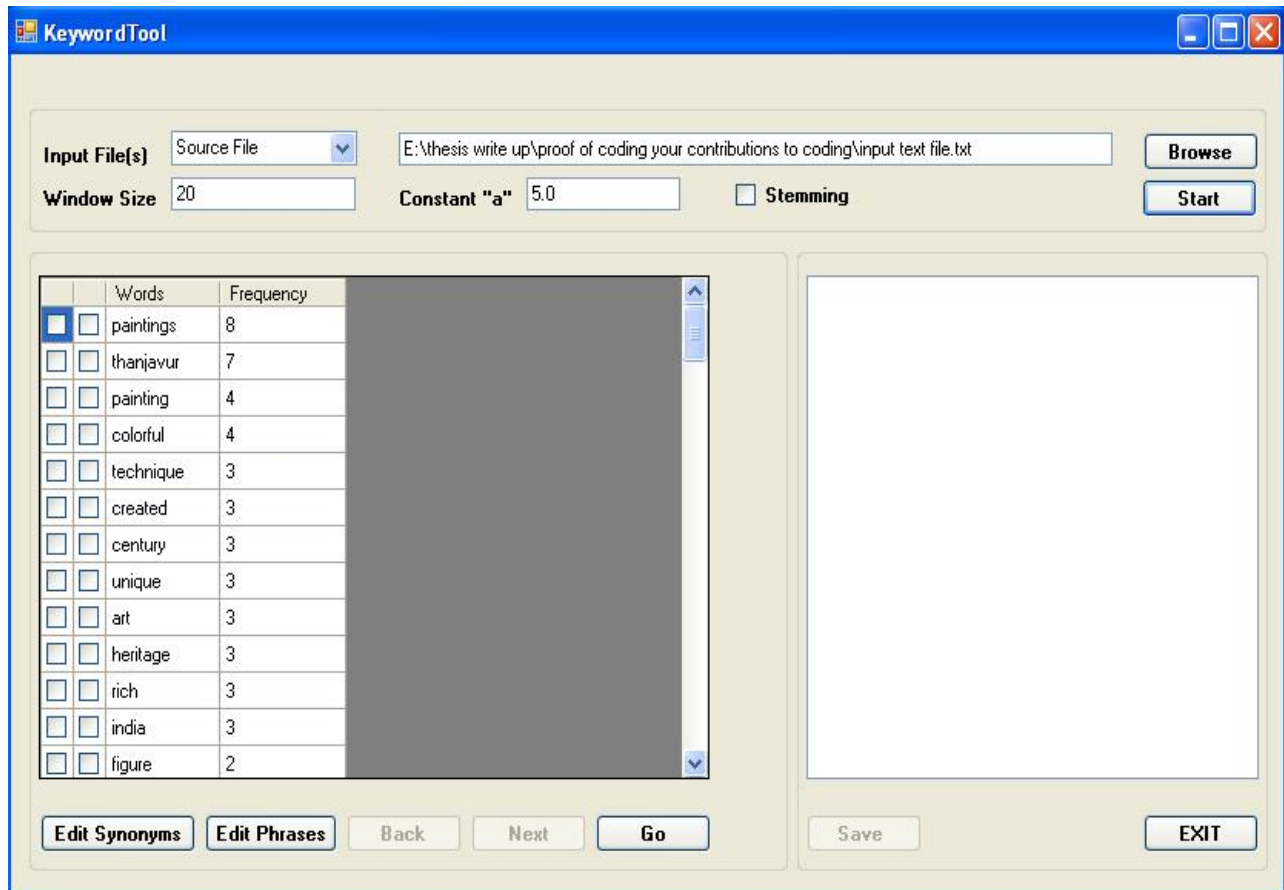 KeywordTool
Input File(s) Source File E:\thesis write up\proof of coding your contributions to coding\input text file.txt Browse
Window Size 20 Constant "a" 5.0 Stemming Start
Words Frequency
paintings 8
thanjavur 7
painting 4
colorful 4
technique 3
created 3
century 3
unique 3
art 3
heritage 3
rich 3
india 3
figure 2
Edit Synonyms Edit Phrases Back Next Go Save EXIT